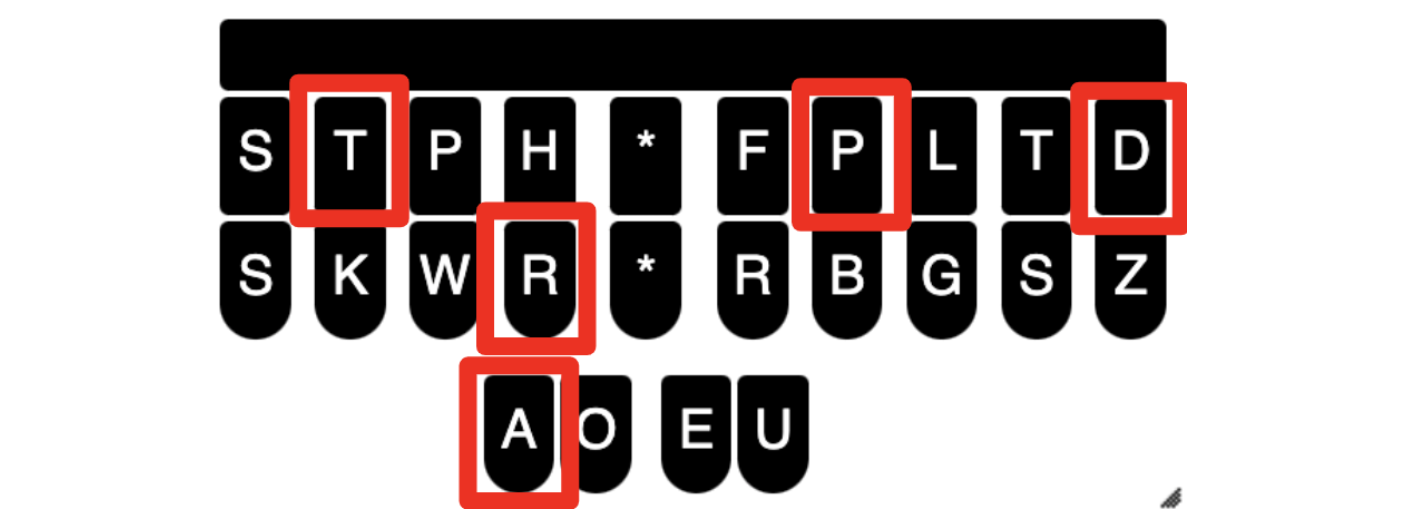 S T P H * F P L T D
S K W R * R B G S Z
A O E U